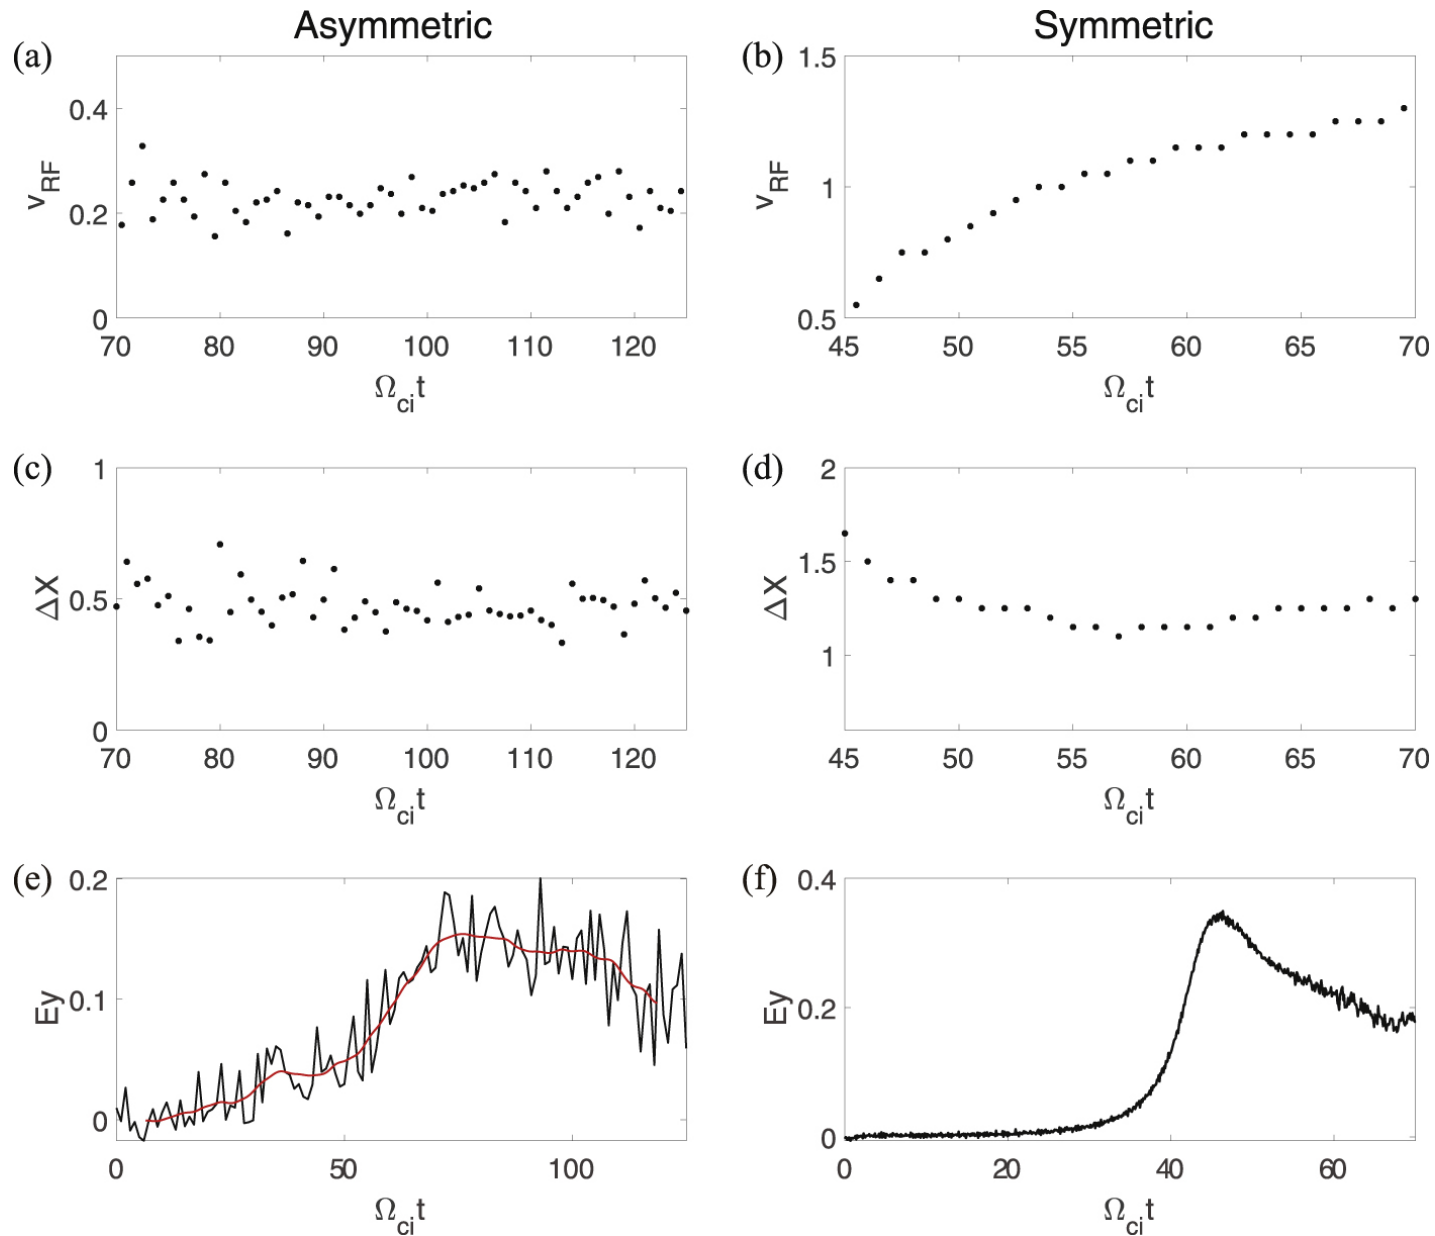 Asymmetric
Symmetric
(a)
0.4
0.2
0
v_RF
70 80 90 100 110 120
Ω_ci t
(b)
1.5
1
0.5
v_RF
45 50 55 60 65 70
Ω_ci t
(c)
1
0.5
0
ΔX
70 80 90 100 110 120
Ω_ci t
(d)
2
1.5
1
ΔX
45 50 55 60 65 70
Ω_ci t
(e)
0.2
0.1
0
Ey
0 50 100
Ω_ci t
(f)
0.4
0.2
0
Ey
0 20 40 60
Ω_ci t